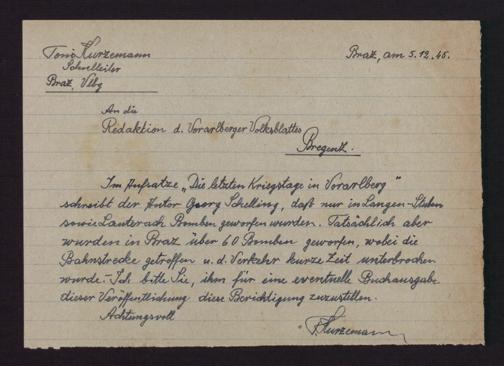 Toni Kurzemann
Schulleiter
Braz, Vlbg
Braz, am 5.12.45.
An die
Redaktion d. Vorarlberger Volksblattes
Bregenz.
Im Aufsatze „Die letzten Kriegstage in Vorarlberg"
schreibt der Autor Georg Schelling, daß nur in Langen-Stuben
sowie Lauterach Bomben geworfen wurden. Tatsächlich aber
wurden in Braz über 60 Bomben geworfen, wobei die
Bahnstrecke getroffen u. d. Verkehr kurze Zeit unterbrochen
wurde. - Ich bitte Sie, ihm für eine eventuelle Buchausgabe
dieser Veröffentlichung diese Berichtigung zuzustellen.
Achtungsvoll
T. Kurzemann